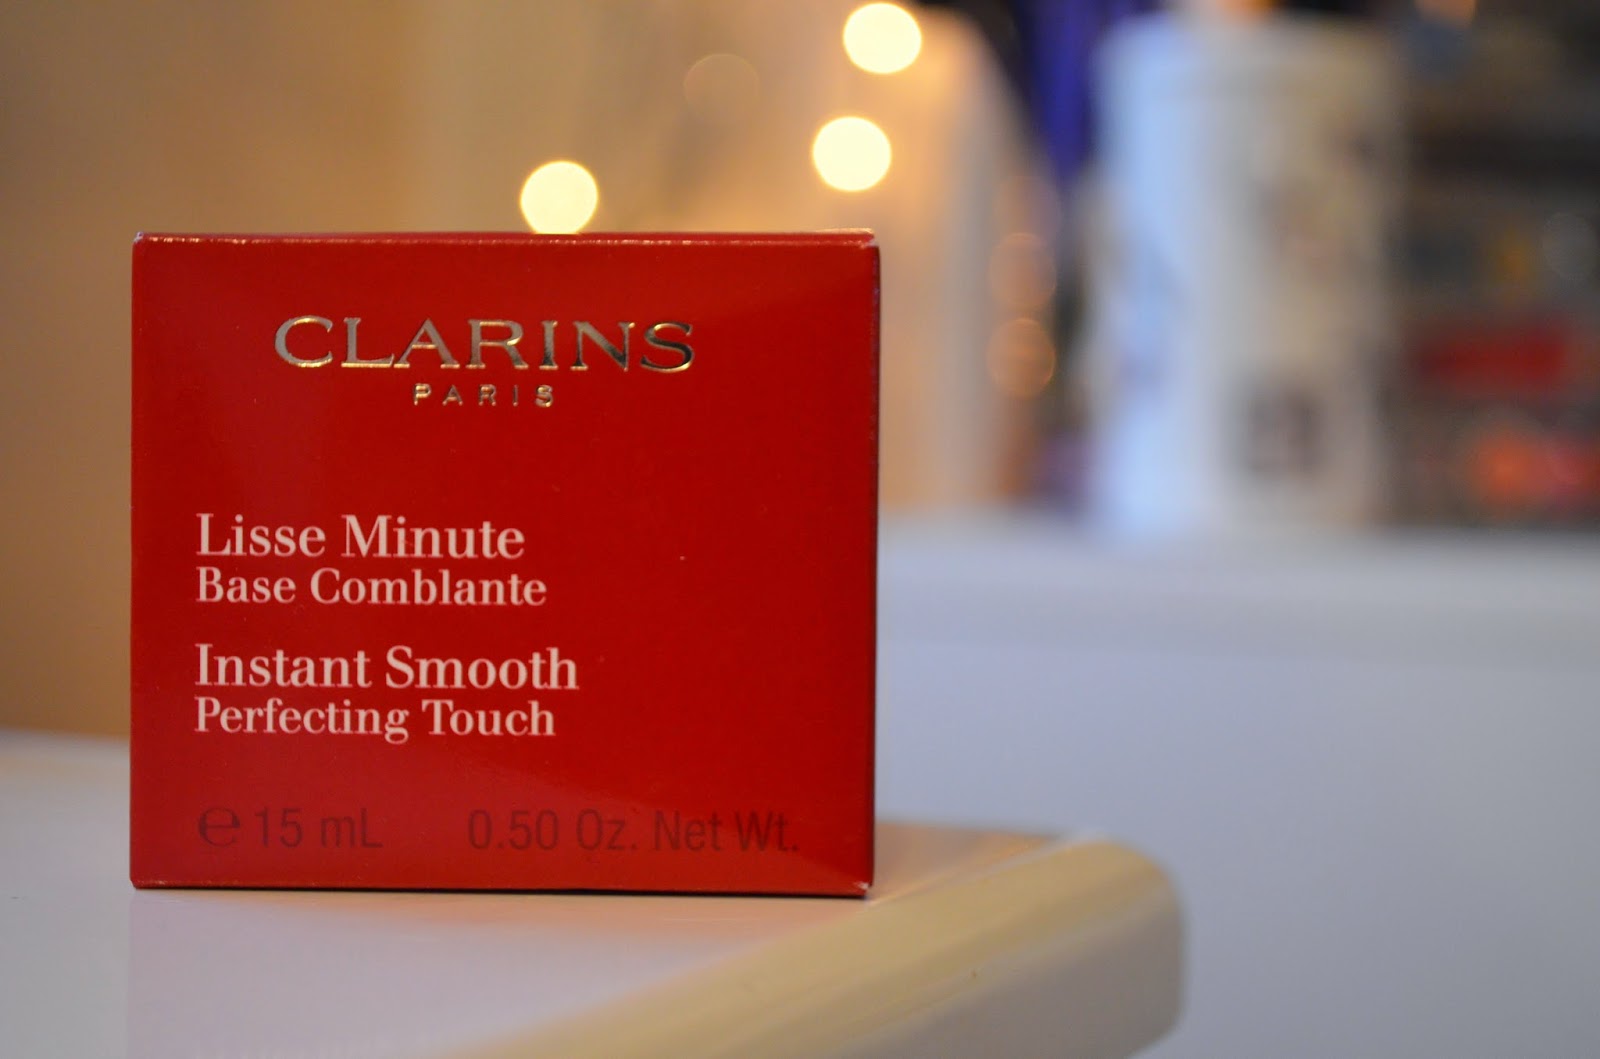 CLARINS
PARIS
Lisse Minute
Base Comblante
Instant Smooth
Perfecting Touch
℮ 15 mL 0.50 Oz. Net Wt.